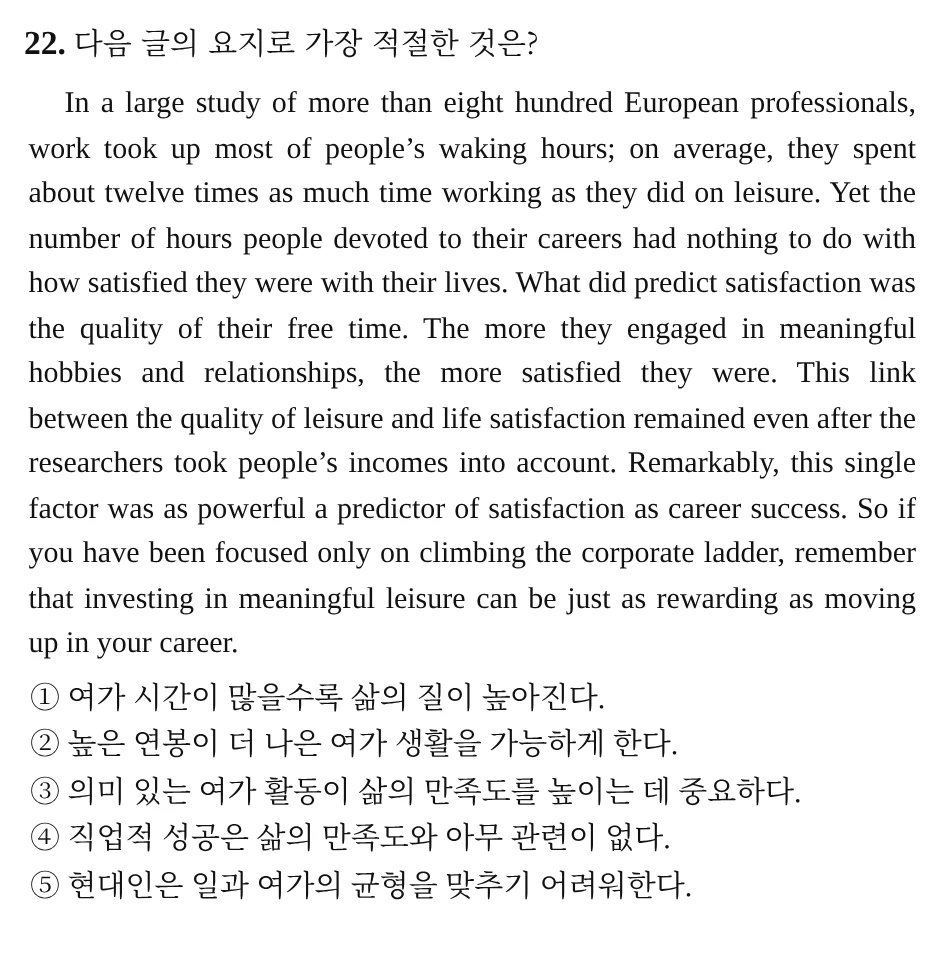 22. 다음 글의 요지로 가장 적절한 것은?
In a large study of more than eight hundred European professionals,
work took up most of people’s waking hours; on average, they spent
about twelve times as much time working as they did on leisure. Yet the
number of hours people devoted to their careers had nothing to do with
how satisfied they were with their lives. What did predict satisfaction was
the quality of their free time. The more they engaged in meaningful
hobbies and relationships, the more satisfied they were. This link
between the quality of leisure and life satisfaction remained even after the
researchers took people’s incomes into account. Remarkably, this single
factor was as powerful a predictor of satisfaction as career success. So if
you have been focused only on climbing the corporate ladder, remember
that investing in meaningful leisure can be just as rewarding as moving
up in your career.
① 여가 시간이 많을수록 삶의 질이 높아진다.
② 높은 연봉이 더 나은 여가 생활을 가능하게 한다.
③ 의미 있는 여가 활동이 삶의 만족도를 높이는 데 중요하다.
④ 직업적 성공은 삶의 만족도와 아무 관련이 없다.
⑤ 현대인은 일과 여가의 균형을 맞추기 어려워한다.